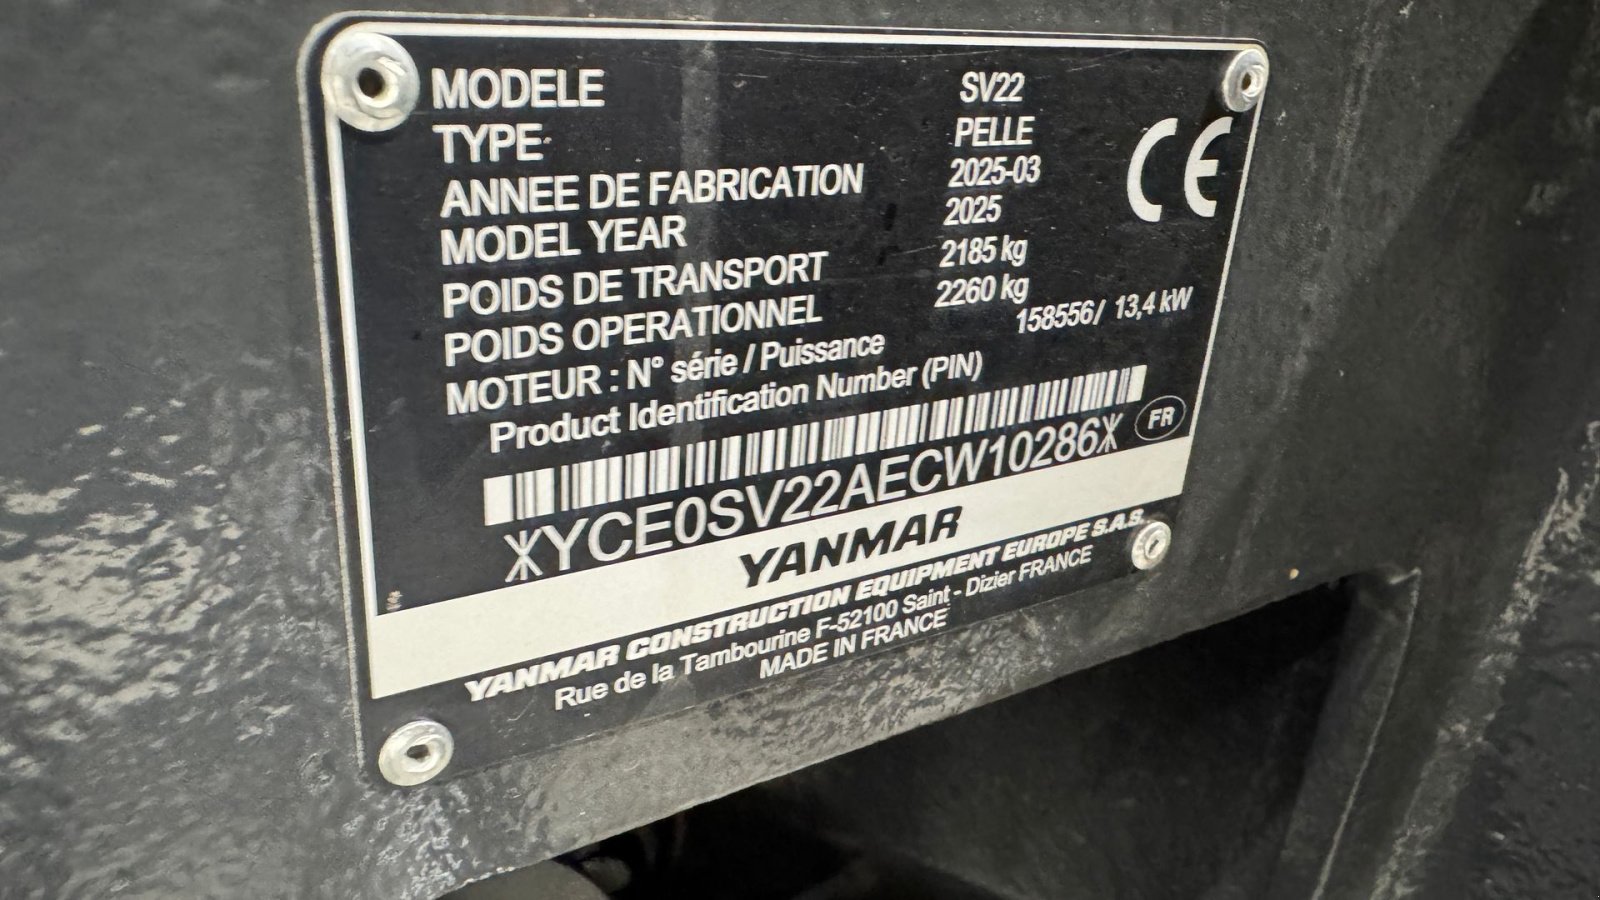 MODELE SV22
TYPE PELLE
ANNEE DE FABRICATION 2025-03
MODEL YEAR 2025
POIDS DE TRANSPORT 2185 kg
POIDS OPERATIONNEL 2260 kg
MOTEUR : N° série / Puissance 158556/ 13,4 kW
Product Identification Number (PIN)
YCE0SV22AECW10286
FR
CE
YANMAR
YANMAR CONSTRUCTION EQUIPMENT EUROPE S.A.S.
Rue de la Tambourine F-52100 Saint - Dizier FRANCE
MADE IN FRANCE